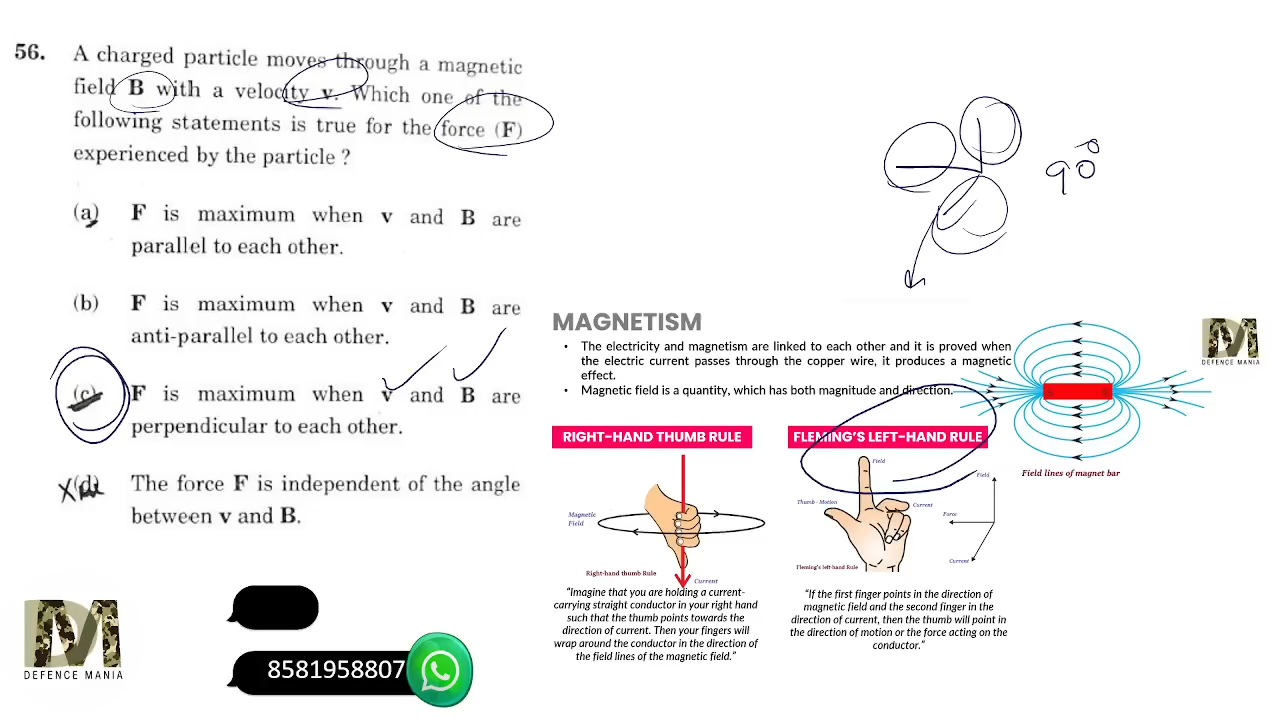 56. A charged particle moves through a magnetic
field B with a velocity v. Which one of the
following statements is true for the force (F)
experienced by the particle ?
(a) F is maximum when v and B are
parallel to each other.
(b) F is maximum when v and B are
anti-parallel to each other.
(c) F is maximum when v and B are
perpendicular to each other.
X(d) The force F is independent of the angle
between v and B.
90°
MAGNETISM
• The electricity and magnetism are linked to each other and it is proved when
the electric current passes through the copper wire, it produces a magnetic
effect.
• Magnetic field is a quantity, which has both magnitude and direction.
RIGHT-HAND THUMB RULE
Magnetic
Field
Right-hand thumb Rule
Current
"Imagine that you are holding a current-
carrying straight conductor in your right hand
such that the thumb points towards the
direction of current. Then your fingers will
wrap around the conductor in the direction of
the field lines of the magnetic field."
FLEMING'S LEFT-HAND RULE
Field
Thumb - Motion
Current
Fleming's left-hand Rule
Field
Force
Current
"If the first finger points in the direction of
magnetic field and the second finger in the
direction of current, then the thumb will point in
the direction of motion or the force acting on the
conductor."
Field lines of magnet bar
DM
DEFENCE MANIA
DM
DEFENCE MANIA
8581958807